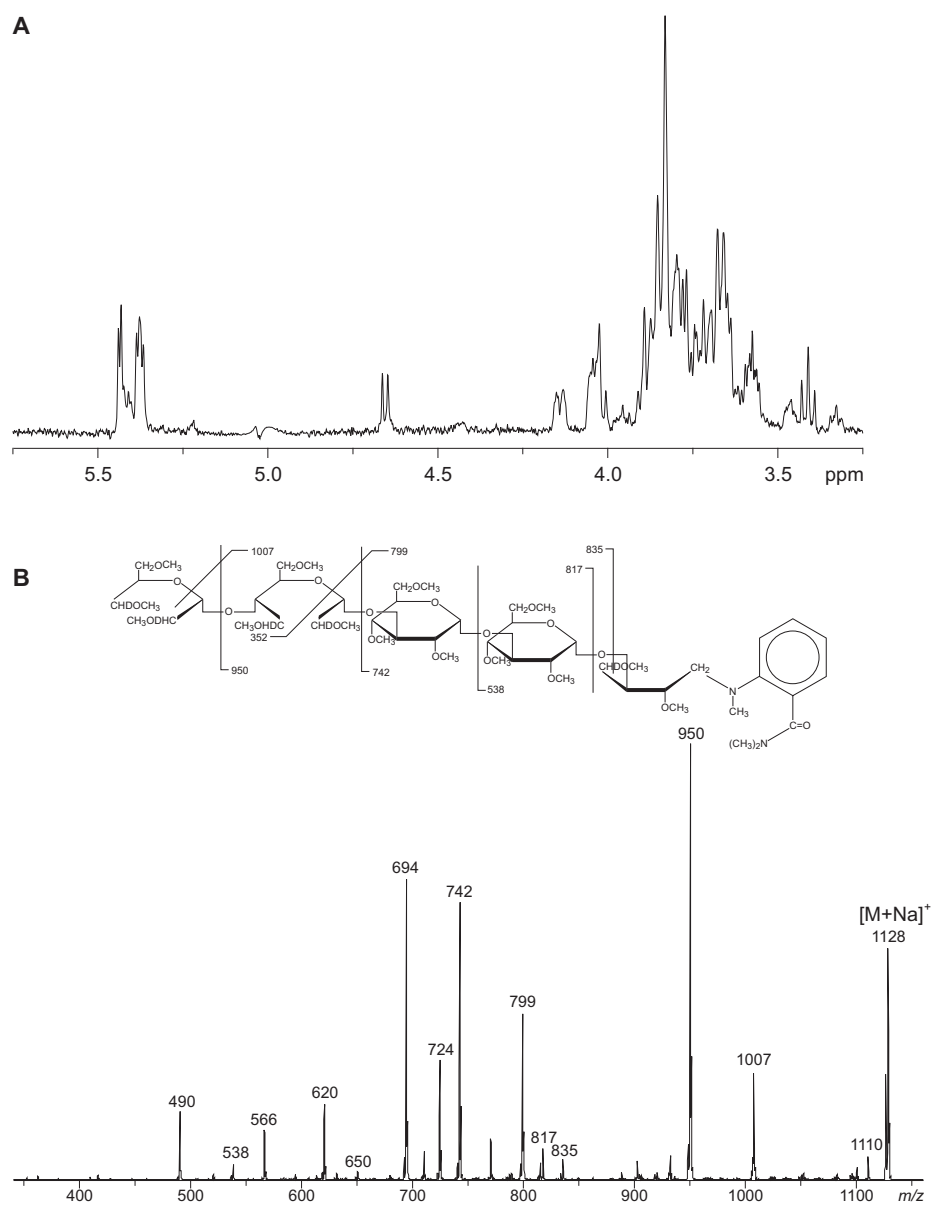 A
5.5 5.0 4.5 4.0 3.5 ppm
B
1007 799 835
817
CH₂OCH₃ CH₂OCH₃
O O
CH₂OCH₃
O
CHDOCH₃ O O CH₂OCH₃
O
CH₃ODHC CH₃OHDC CHDOCH₃
352
OCH₃ O
OCH₃ OCH₃ O CHDOCH₃ CH₂
950 742 OCH₃
538 N
OCH₃ CH₃
C=O
(CH₃)₂N
950
694
742
[M+Na]⁺
1128
799
724
1007
620
490
566
538
650
817
835
1110
400 500 600 700 800 900 1000 1100 m/z